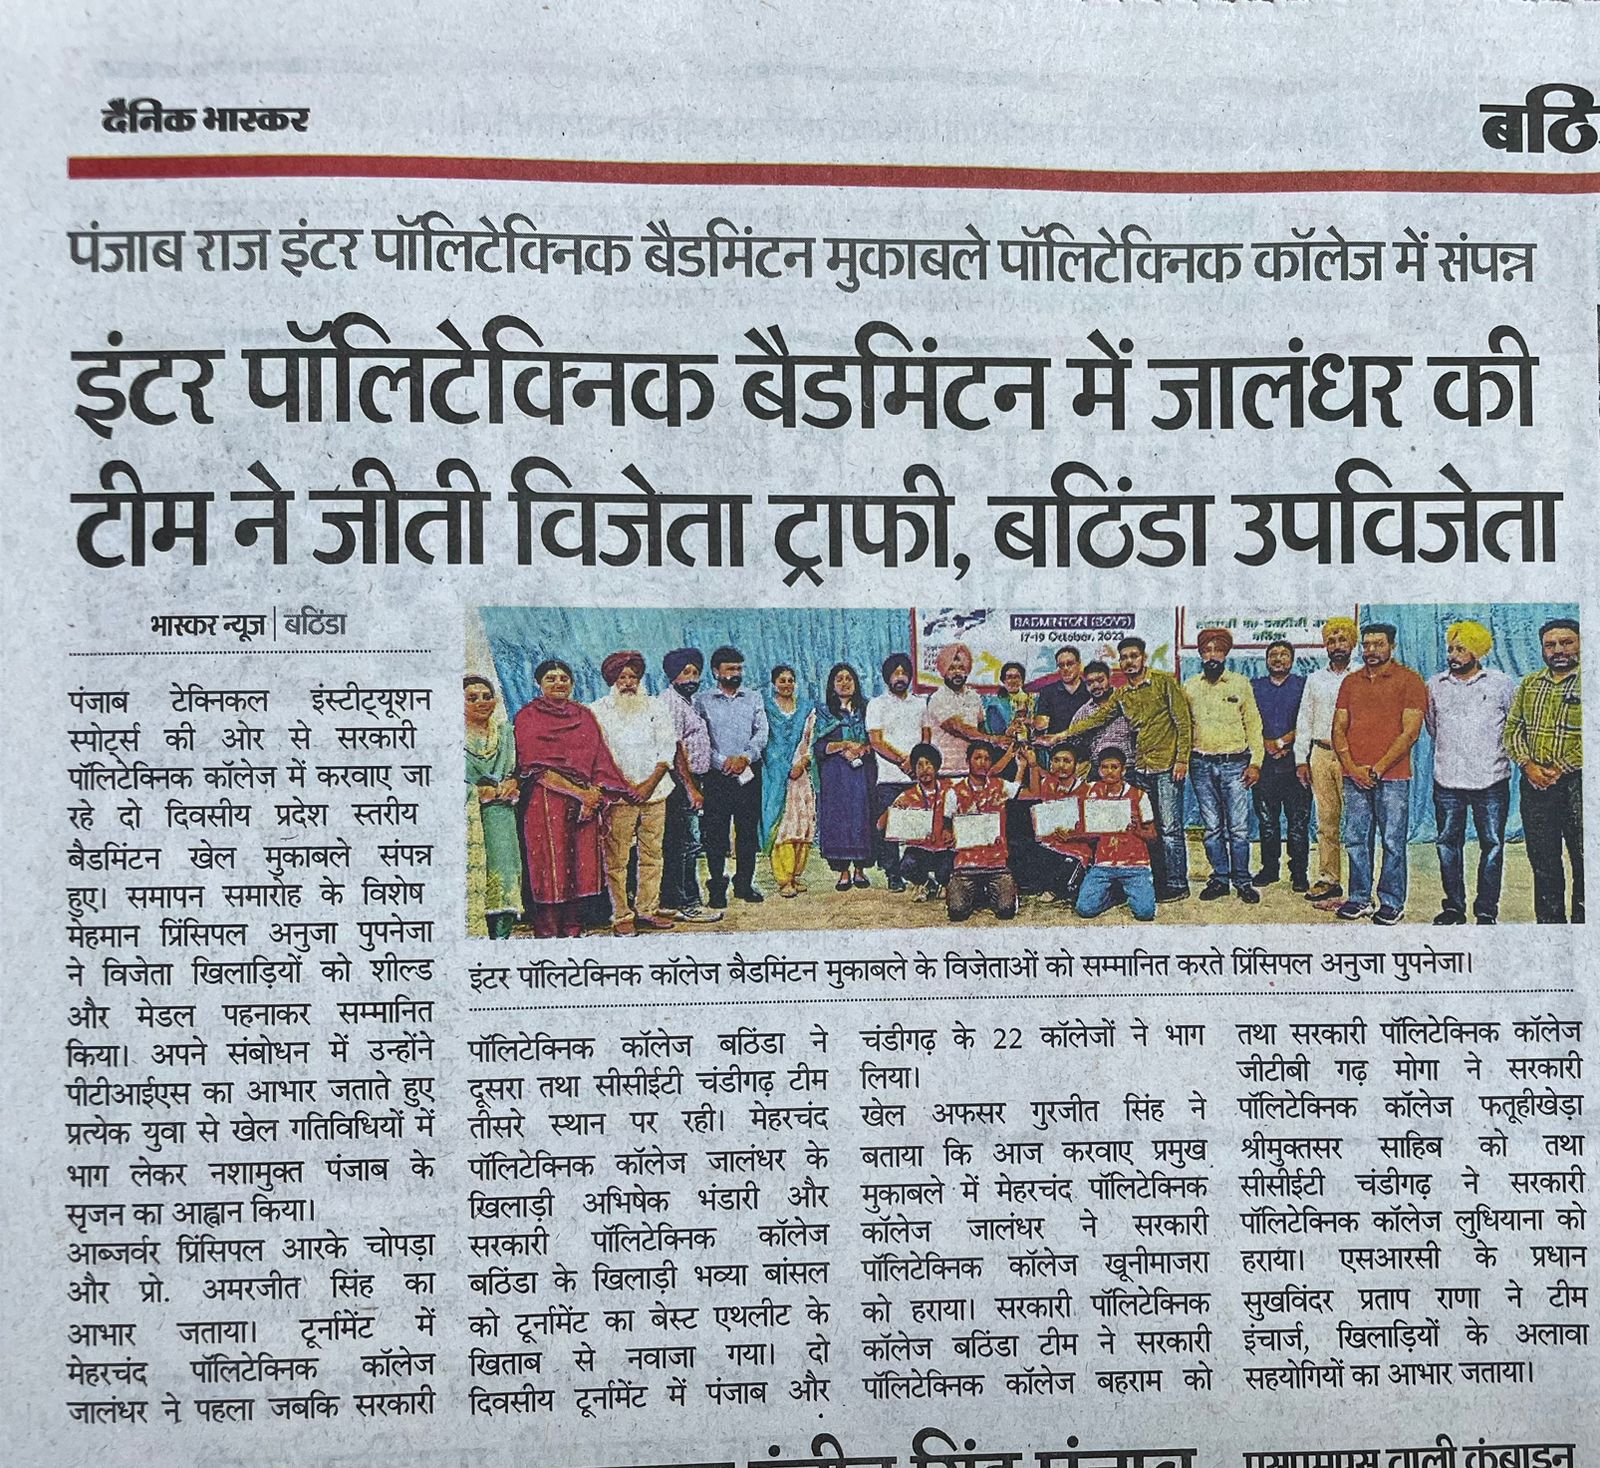 दैनिक भास्कर
बठिं
पंजाब राज इंटर पॉलिटेक्निक बैडमिंटन मुकाबले पॉलिटेक्निक कॉलेज में संपन्न
इंटर पॉलिटेक्निक बैडमिंटन में जालंधर की
टीम ने जीती विजेता ट्राफी, बठिंडा उपविजेता
भास्कर न्यूज | बठिंडा
पंजाब टेक्निकल इंस्टीट्यूशन
स्पोर्ट्स की ओर से सरकारी
पॉलिटेक्निक कॉलेज में करवाए जा
रहे दो दिवसीय प्रदेश स्तरीय
बैडमिंटन खेल मुकाबले संपन्न
हुए। समापन समारोह के विशेष
मेहमान प्रिंसिपल अनुजा पुपनेजा
ने विजेता खिलाड़ियों को शील्ड
और मेडल पहनाकर सम्मानित
किया। अपने संबोधन में उन्होंने
पीटीआईएस का आभार जताते हुए
प्रत्येक युवा से खेल गतिविधियों में
भाग लेकर नशामुक्त पंजाब के
सृजन का आह्वान किया।
आब्जर्वर प्रिंसिपल आरके चोपड़ा
और प्रो. अमरजीत सिंह का
आभार जताया। टूर्नामेंट में
मेहरचंद पॉलिटेक्निक कॉलेज
जालंधर ने पहला जबकि सरकारी
BADMINTON (BOYS)
17-19 October, 2023
इंटर पॉलिटेक्निक कॉलेज बैडमिंटन मुकाबले के विजेताओं को सम्मानित करते प्रिंसिपल अनुजा पुपनेजा।
पॉलिटेक्निक कॉलेज बठिंडा ने
दूसरा तथा सीसीईटी चंडीगढ़ टीम
तीसरे स्थान पर रही। मेहरचंद
पॉलिटेक्निक कॉलेज जालंधर के
खिलाड़ी अभिषेक भंडारी और
सरकारी पॉलिटेक्निक कॉलेज
बठिंडा के खिलाड़ी भव्या बांसल
को टूर्नामेंट का बेस्ट एथलीट के
खिताब से नवाजा गया। दो
दिवसीय टूर्नामेंट में पंजाब और
चंडीगढ़ के 22 कॉलेजों ने भाग
लिया।
खेल अफसर गुरजीत सिंह ने
बताया कि आज करवाए प्रमुख
मुकाबले में मेहरचंद पॉलिटेक्निक
कॉलेज जालंधर ने सरकारी
पॉलिटेक्निक कॉलेज खूनीमाजरा
को हराया। सरकारी पॉलिटेक्निक
कॉलेज बठिंडा टीम ने सरकारी
पॉलिटेक्निक कॉलेज बहराम को
तथा सरकारी पॉलिटेक्निक कॉलेज
जीटीबी गढ़ मोगा ने सरकारी
पॉलिटेक्निक कॉलेज फतूहीखेड़ा
श्रीमुक्तसर साहिब को तथा
सीसीईटी चंडीगढ़ ने सरकारी
पॉलिटेक्निक कॉलेज लुधियाना को
हराया। एसआरसी के प्रधान
सुखविंदर प्रताप राणा ने टीम
इंचार्ज, खिलाड़ियों के अलावा
सहयोगियों का आभार जताया।